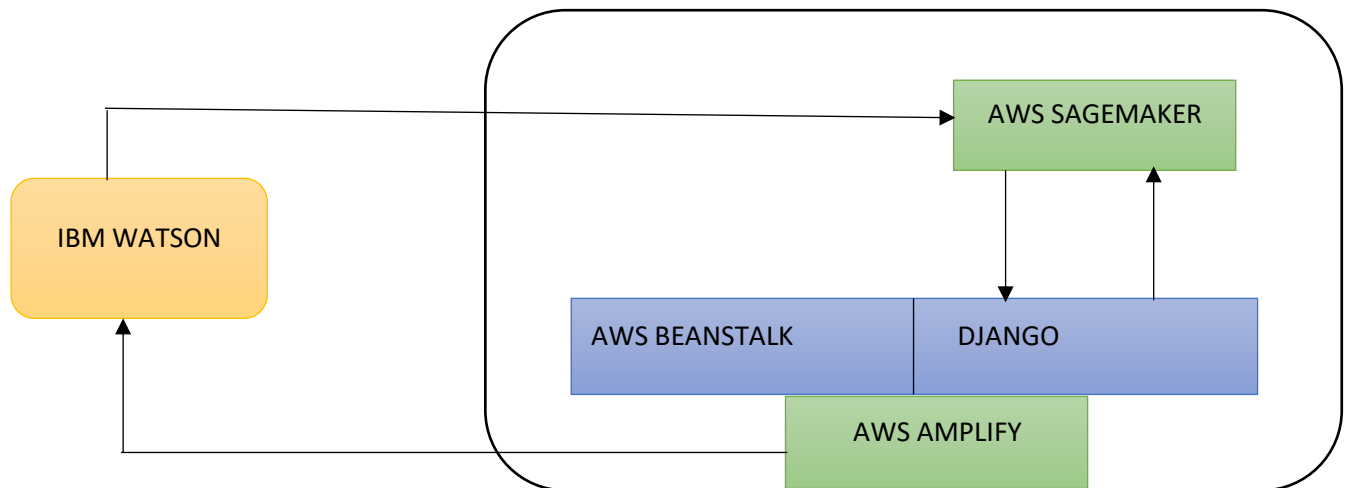 AWS SAGEMAKER
IBM WATSON
AWS BEANSTALK
DJANGO
AWS AMPLIFY